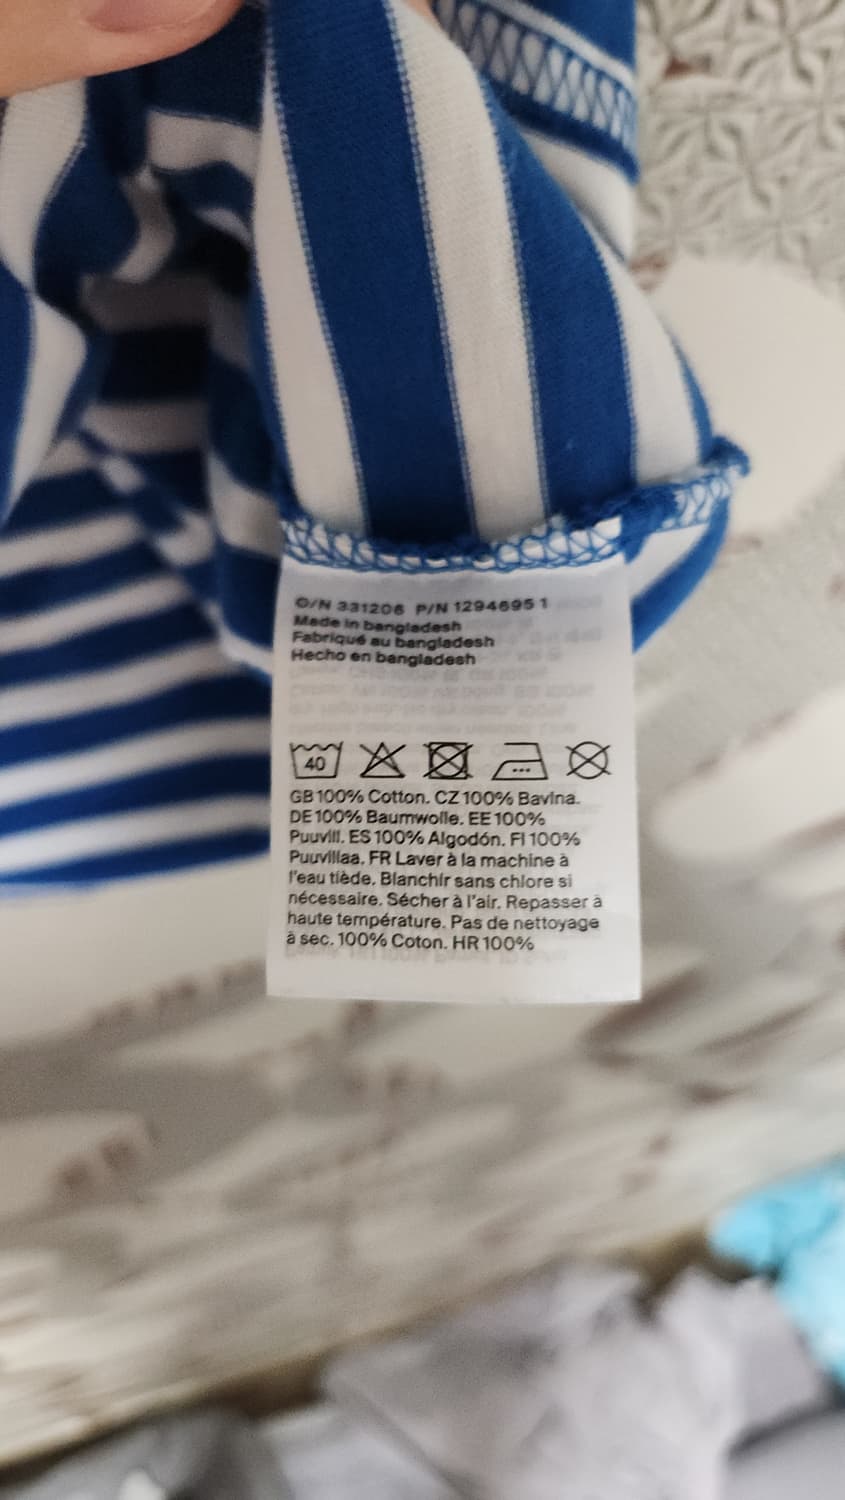 O/N 331206 P/N 1294695 1
Made in bangladesh
Fabriqué au bangladesh
Hecho en bangladesh
40
GB 100% Cotton. CZ 100% Bavlna.
DE 100% Baumwolle. EE 100%
Puuvill. ES 100% Algodón. FI 100%
Puuvillaa. FR Laver à la machine à
l'eau tiède. Blanchir sans chlore si
nécessaire. Sécher à l'air. Repasser à
haute température. Pas de nettoyage
à sec. 100% Coton. HR 100%